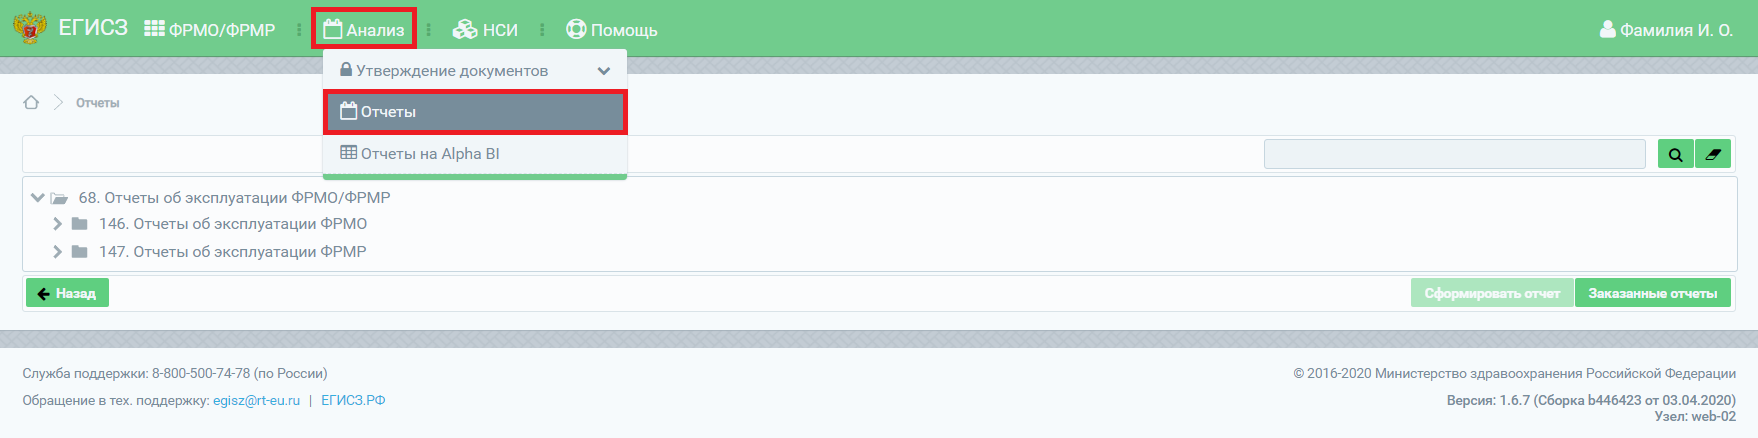 ЕГИСЗ ФРМО/ФРМР Анализ НСИ Помощь Фамилия И. О.
Утверждение документов
Отчеты
Отчеты на Alpha BI
Отчеты
68. Отчеты об эксплуатации ФРМО/ФРМР
146. Отчеты об эксплуатации ФРМО
147. Отчеты об эксплуатации ФРМР
Назад Сформировать отчет Заказанные отчеты
Служба поддержки: 8-800-500-74-78 (по России) © 2016-2020 Министерство здравоохранения Российской Федерации
Обращение в тех. поддержку: egisz@rt-eu.ru | ЕГИСЗ.РФ Версия: 1.6.7 (Сборка b446423 от 03.04.2020)
Узел: web-02